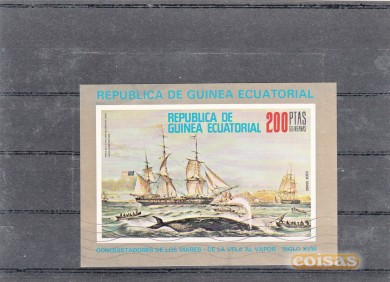 REPUBLICA DE GUINEA ECUATORIAL
REPUBLICA DE
GUINEA ECUATORIAL
200 PTAS
GUINEANAS
CONQUISTADORES DE LOS MARES - DE LA VELA AL VAPOR SIGLO XVIII
coisas